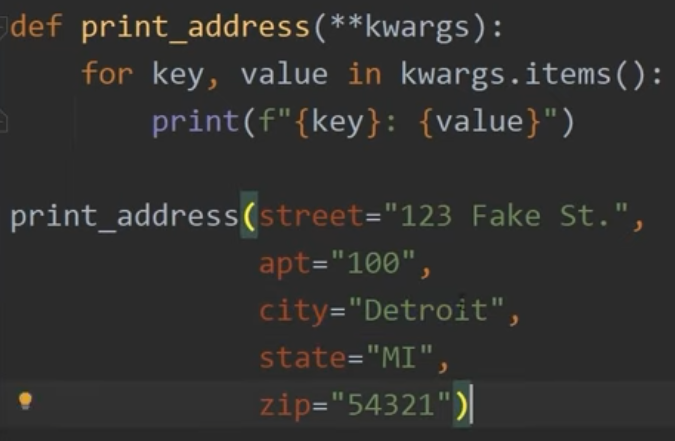 def print_address(**kwargs):
    for key, value in kwargs.items():
        print(f"{key}: {value}")

print_address(street="123 Fake St.",
              apt="100",
              city="Detroit",
              state="MI",
              zip="54321")